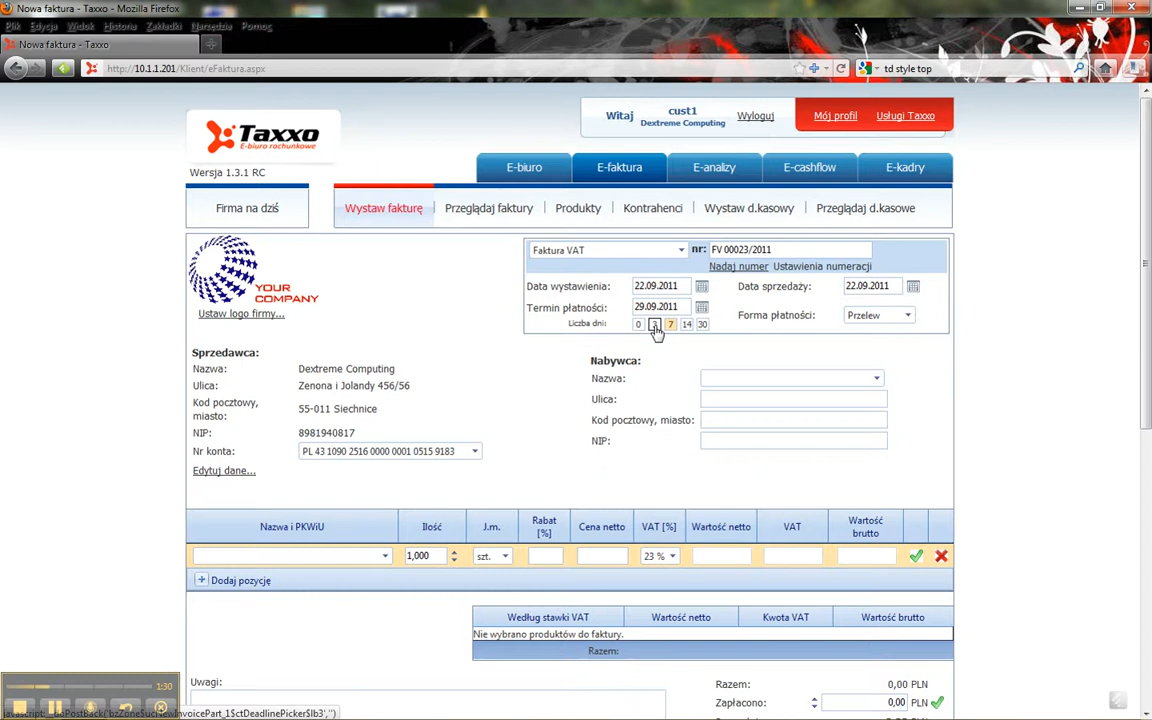 Nowa faktura - Taxxo - Mozilla Firefox
Plik Edycja Widok Historia Zakładki Narzędzia Pomoc
Nowa faktura - Taxxo
http://10.1.1.201/Klient/eFaktura.aspx
td style top
Taxxo
E-biuro rachunkowe
Wersja 1.3.1 RC
Witaj cust1 Dextreme Computing Wyloguj
Mój profil Usługi Taxxo
E-biuro E-faktura E-analizy E-cashflow E-kadry
Firma na dziś Wystaw fakturę Przeglądaj faktury Produkty Kontrahenci Wystaw d.kasowy Przeglądaj d.kasowe
YOUR
COMPANY
Ustaw logo firmy...
Faktura VAT nr: FV 00023/2011
Nadaj numer Ustawienia numeracji
Data wystawienia: 22.09.2011 Data sprzedaży: 22.09.2011
Termin płatności: 29.09.2011 Forma płatności: Przelew
Liczba dni: 0 3 7 14 30
Sprzedawca:
Nazwa: Dextreme Computing
Ulica: Zenona i Jolandy 456/56
Kod pocztowy, miasto: 55-011 Siechnice
NIP: 8981940817
Nr konta: PL 43 1090 2516 0000 0001 0515 9183
Edytuj dane...
Nabywca:
Nazwa:
Ulica:
Kod pocztowy, miasto:
NIP:
Nazwa i PKWiU Ilość J.m. Rabat [%] Cena netto VAT [%] Wartość netto VAT Wartość brutto
1,000 szt. 23 %
Dodaj pozycję
Według stawki VAT Wartość netto Kwota VAT Wartość brutto
Nie wybrano produktów do faktury.
Razem:
Uwagi:
Razem: 0,00 PLN
Zapłacono: 0,00 PLN
1:30